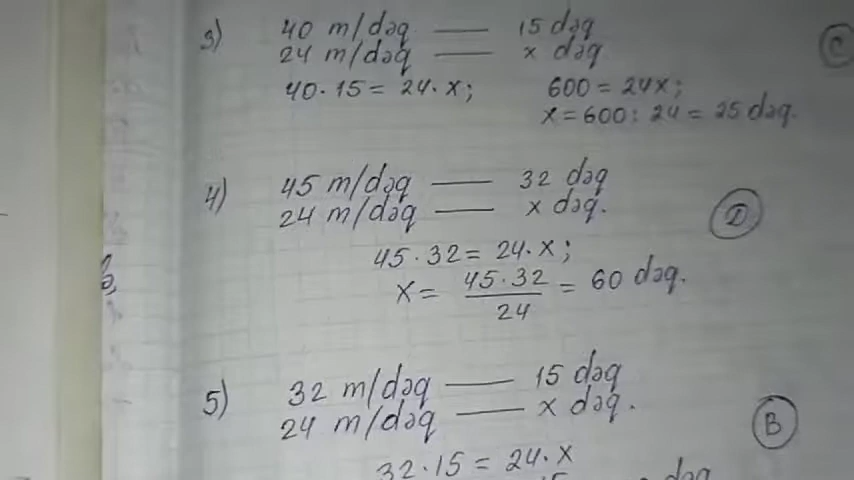 3) 40 m/dəq — 15 dəq
24 m/dəq — x dəq
C
40·15 = 24·x; 600 = 24x;
x = 600 : 24 = 25 dəq.
4) 45 m/dəq — 32 dəq
24 m/dəq — x dəq.
D
45·32 = 24·x;
x = 45·32 / 24 = 60 dəq.
5) 32 m/dəq — 15 dəq
24 m/dəq — x dəq.
B
32·15 = 24·x
dəq